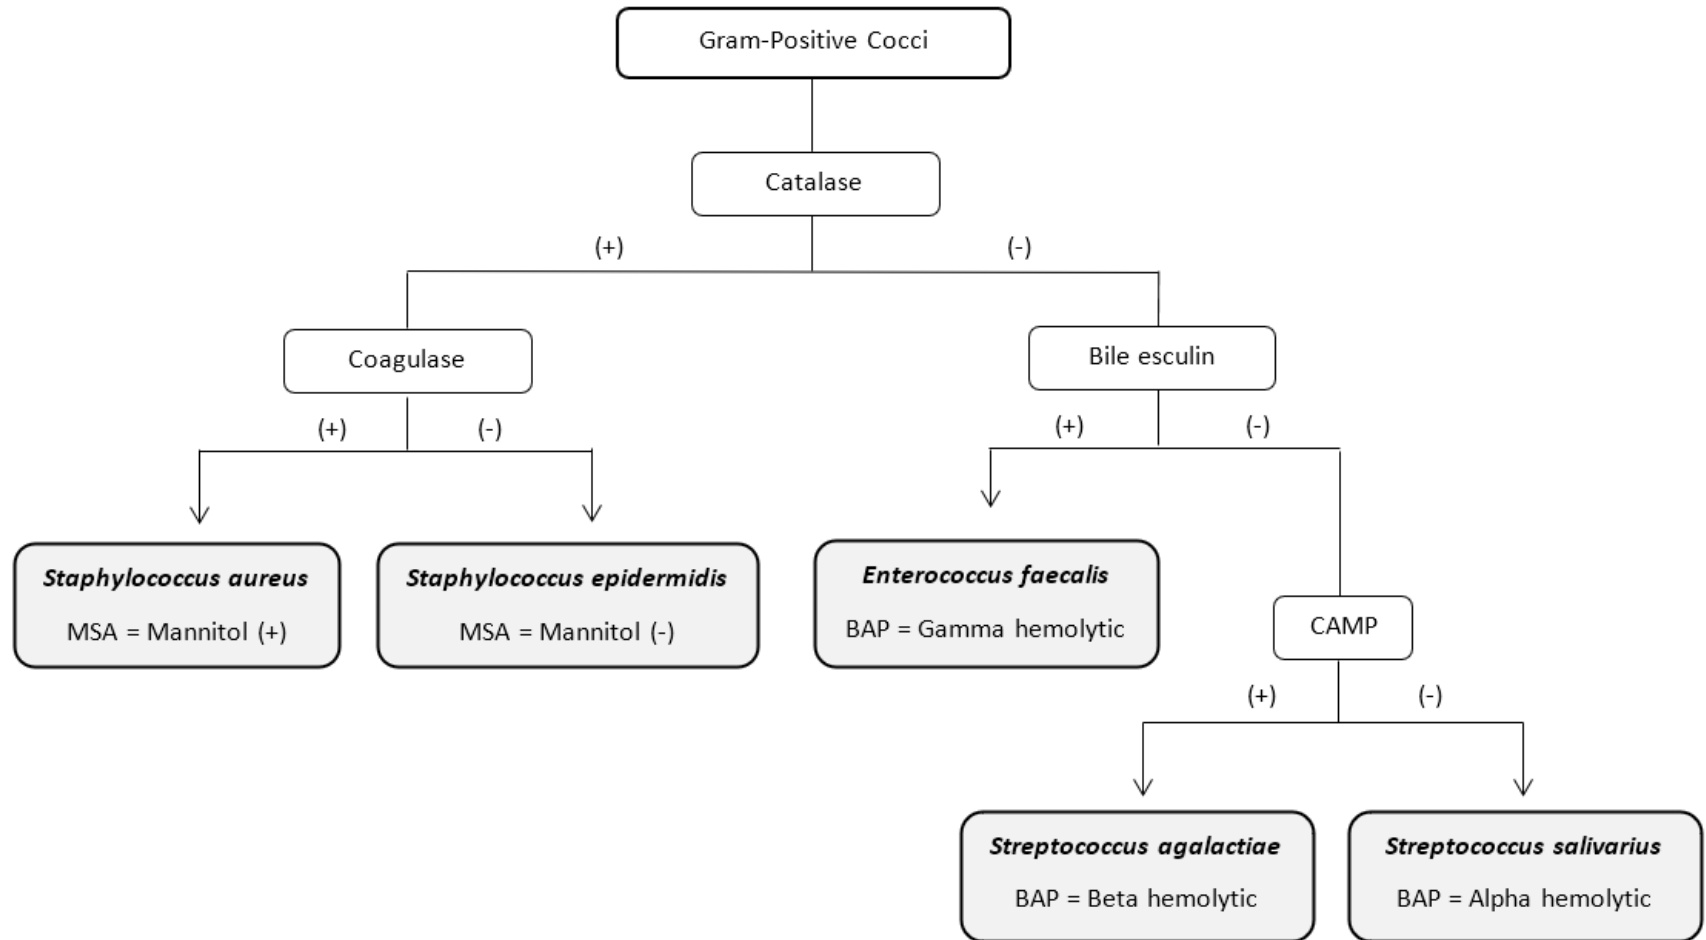 Gram-Positive Cocci
Catalase
(+)
(-)
Coagulase
Bile esculin
(+)
(-)
(+)
(-)
Staphylococcus aureus
MSA = Mannitol (+)
Staphylococcus epidermidis
MSA = Mannitol (-)
Enterococcus faecalis
BAP = Gamma hemolytic
CAMP
(+)
(-)
Streptococcus agalactiae
BAP = Beta hemolytic
Streptococcus salivarius
BAP = Alpha hemolytic